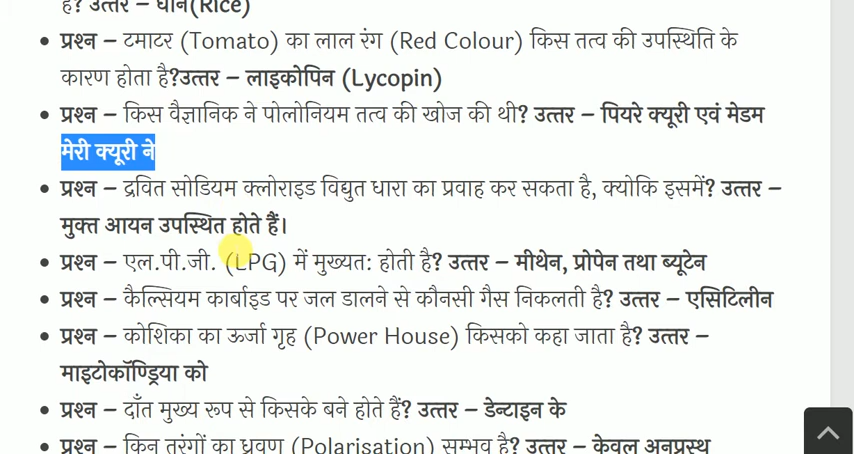 है? उत्तर – धान(Rice)
प्रश्न – टमाटर (Tomato) का लाल रंग (Red Colour) किस तत्व की उपस्थिति के
कारण होता है?उत्तर – लाइकोपिन (Lycopin)
प्रश्न – किस वैज्ञानिक ने पोलोनियम तत्व की खोज की थी? उत्तर – पियरे क्यूरी एवं मेडम
मेरी क्यूरी ने
प्रश्न – द्रवित सोडियम क्लोराइड विद्युत धारा का प्रवाह कर सकता है, क्योकि इसमें? उत्तर –
मुक्त आयन उपस्थित होते हैं।
प्रश्न – एल.पी.जी. (LPG) में मुख्यत: होती है? उत्तर – मीथेन, प्रोपेन तथा ब्यूटेन
प्रश्न – कैल्सियम कार्बाइड पर जल डालने से कौनसी गैस निकलती है? उत्तर – एसिटिलीन
प्रश्न – कोशिका का ऊर्जा गृह (Power House) किसको कहा जाता है? उत्तर –
माइटोकॉण्ड्रिया को
प्रश्न – दाँत मुख्य रूप से किसके बने होते हैं? उत्तर – डेन्टाइन के
प्रश्न – किन तरंगों का ध्रुवण (Polarisation) सम्भव है? उत्तर – केवल अनुप्रस्थ